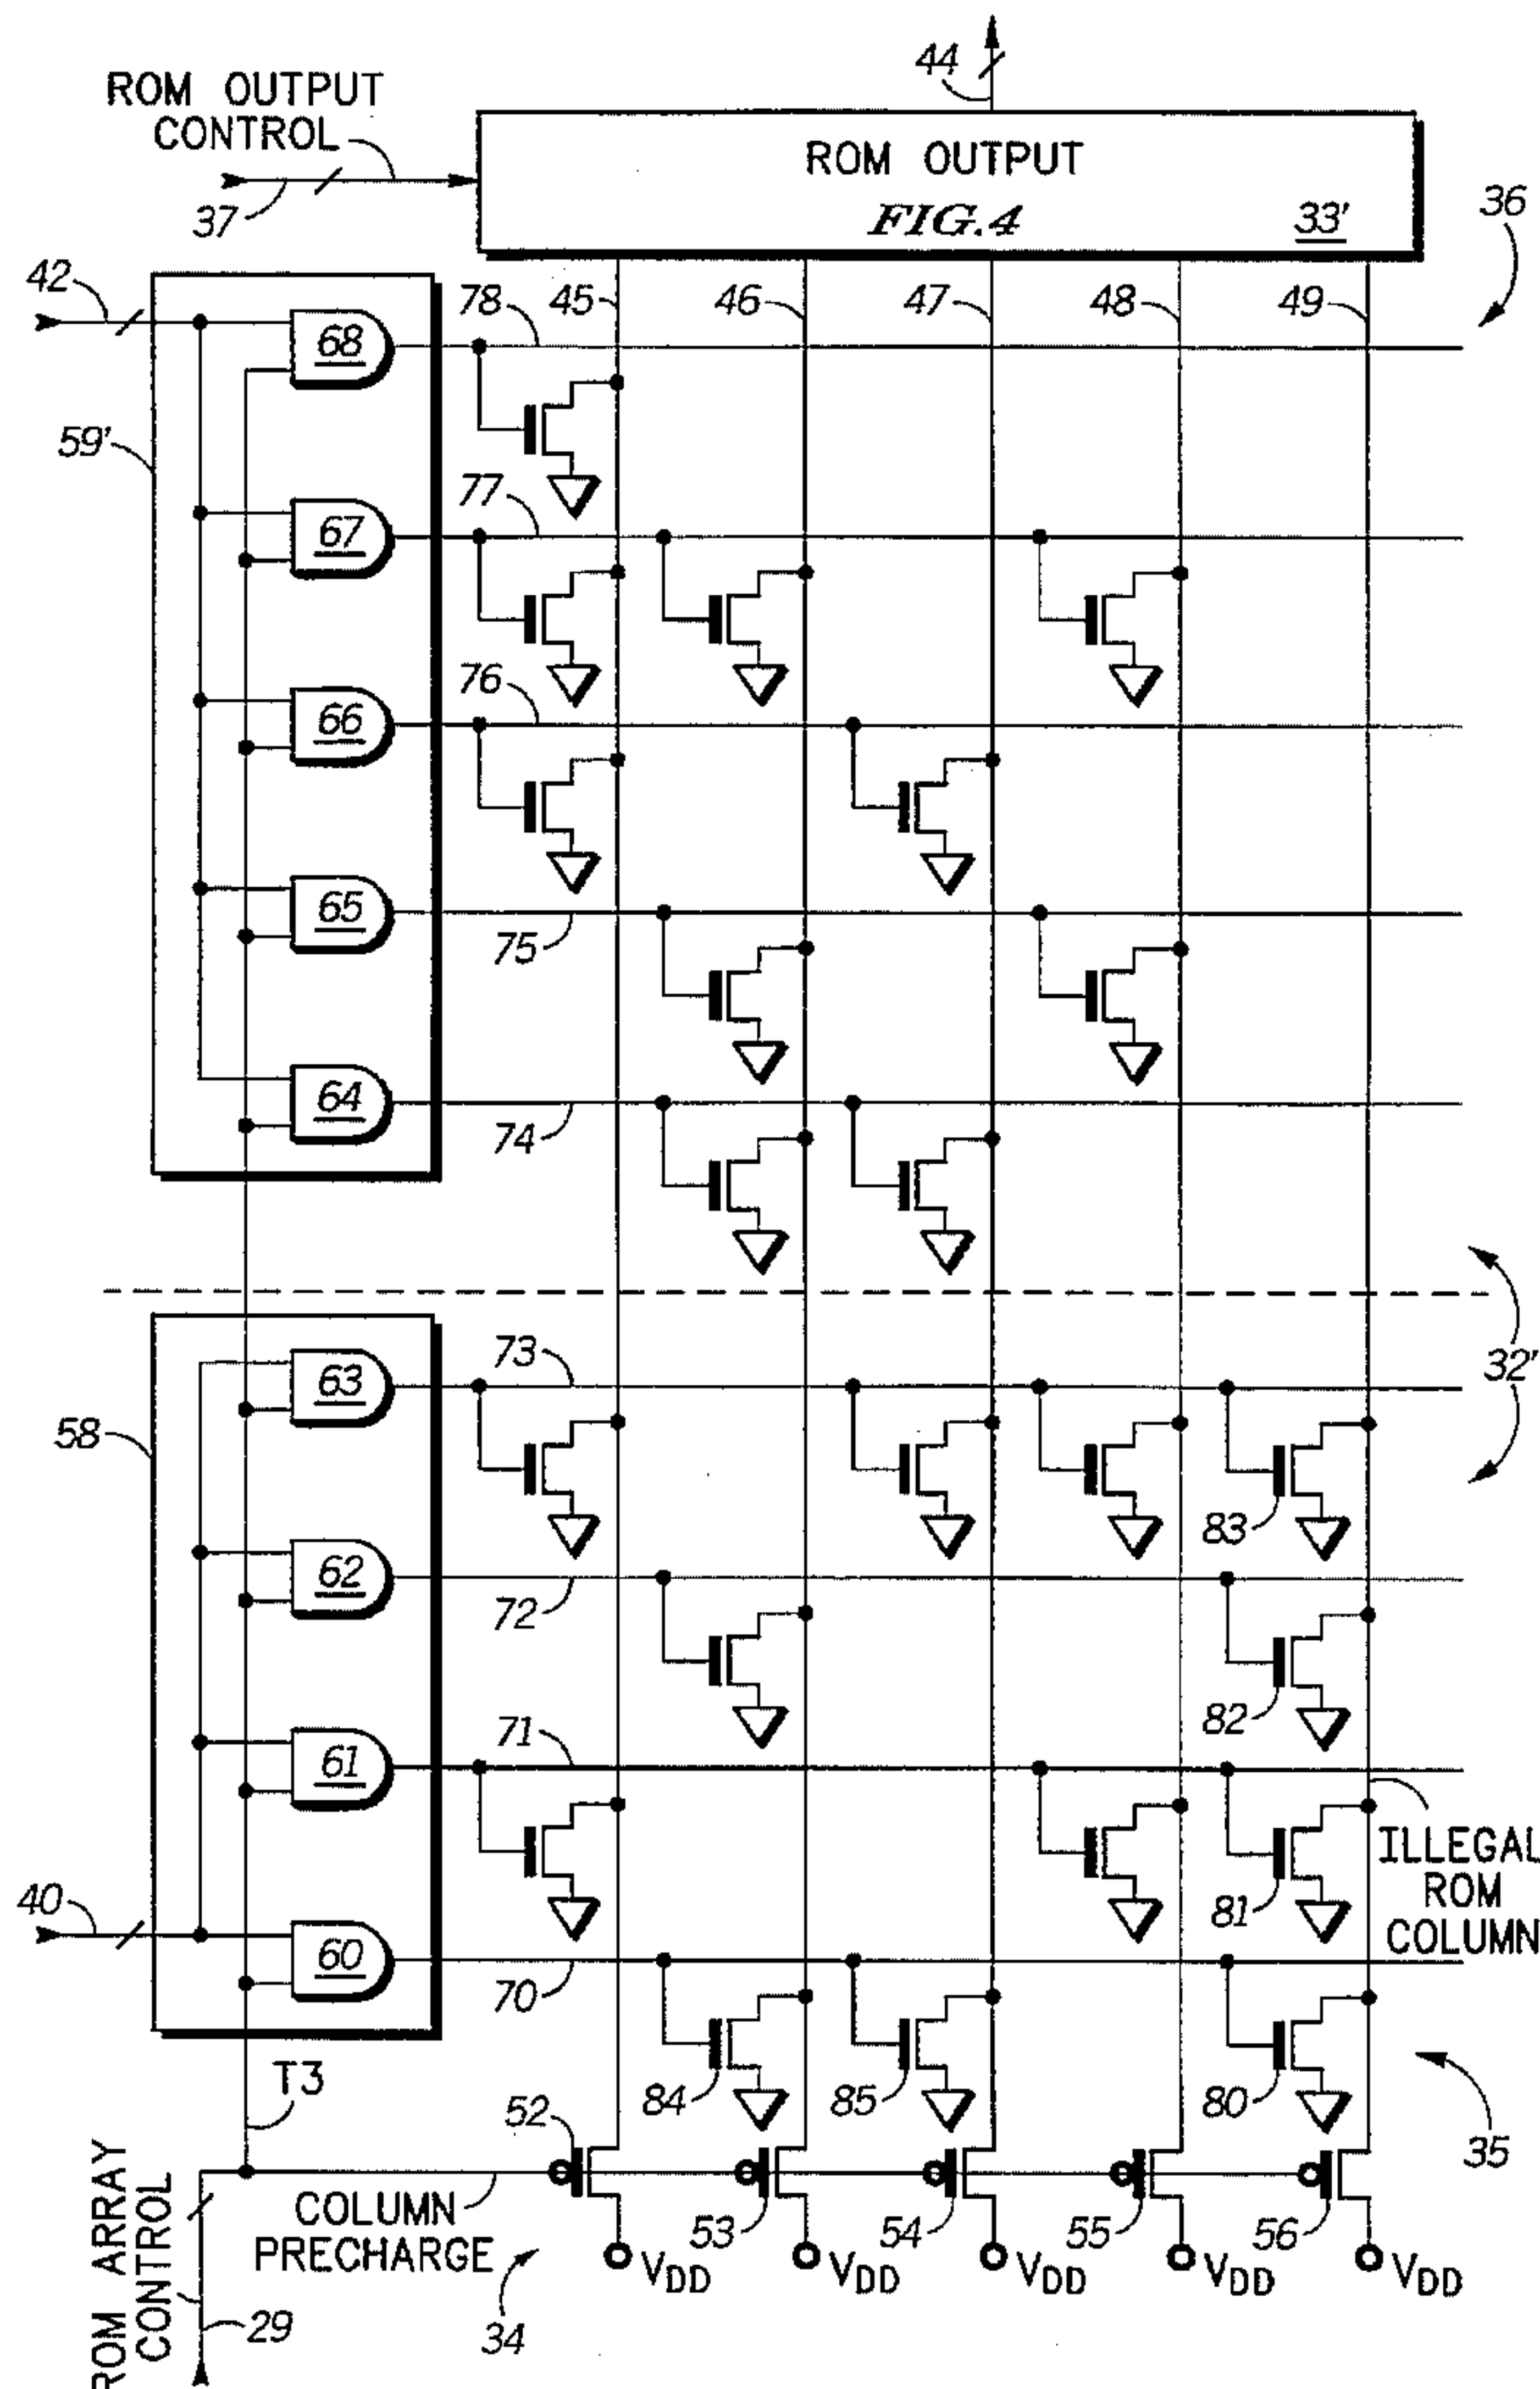 44
ROM OUTPUT
CONTROL
37
ROM OUTPUT
FIG.4
33'
36
42
68
78
45
46
47
48
49
59'
67
77
66
76
65
75
64
74
32'
63
73
58
83
62
72
82
61
71
ILLEGAL
ROM
COLUMN
81
40
60
70
T3
84
85
80
35
52
ROM ARRAY
CONTROL
29
COLUMN
PRECHARGE
34
53
54
55
56
VDD
VDD
VDD
VDD
VDD